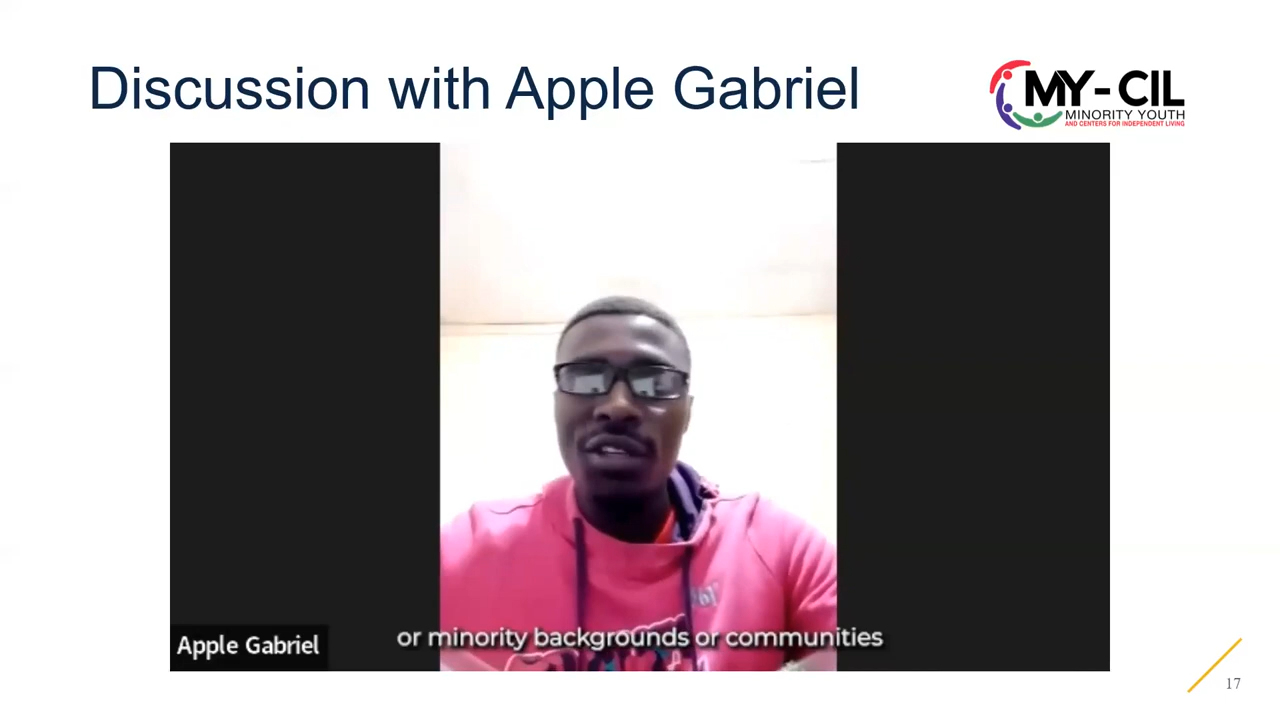 Discussion with Apple Gabriel
MY-CIL
MINORITY YOUTH
AND CENTERS FOR INDEPENDENT LIVING
or minority backgrounds or communities
Apple Gabriel
17